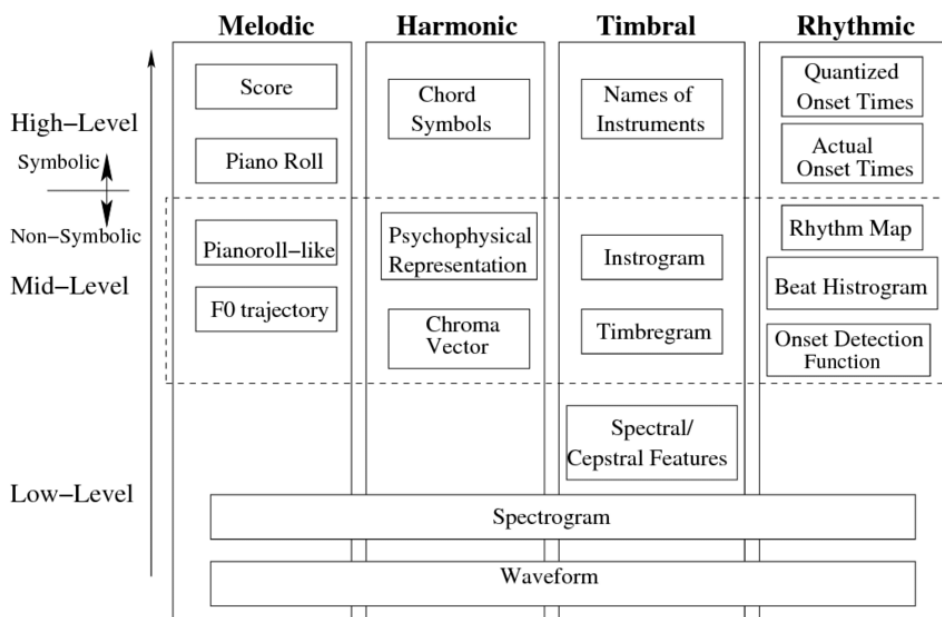 Melodic
Harmonic
Timbral
Rhythmic
High–Level
Symbolic
Non–Symbolic
Mid–Level
Low–Level
Score
Piano Roll
Pianoroll–like
F0 trajectory
Chord
Symbols
Psychophysical
Representation
Chroma
Vector
Names of
Instruments
Instrogram
Timbregram
Spectral/
Cepstral Features
Quantized
Onset Times
Actual
Onset Times
Rhythm Map
Beat Histrogram
Onset Detection
Function
Spectrogram
Waveform